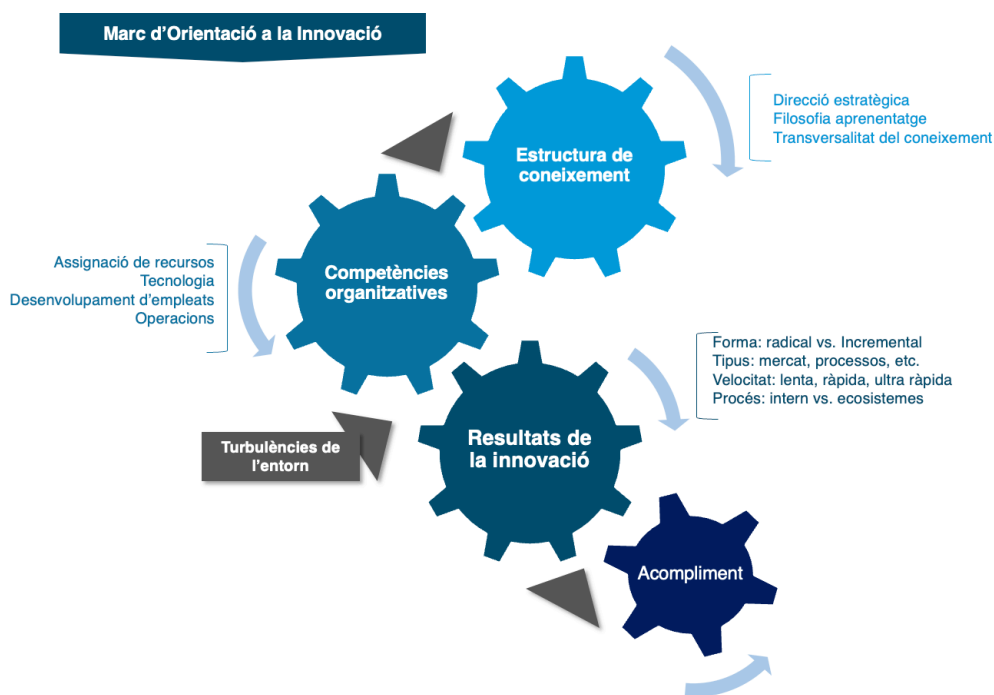 Marc d’Orientació a la Innovació
Direcció estratègica
Filosofia aprenentatge
Transversalitat del coneixement
Estructura de
coneixement
Assignació de recursos
Tecnologia
Desenvolupament d’empleats
Operacions
Competències
organitzatives
Forma: radical vs. Incremental
Tipus: mercat, processos, etc.
Velocitat: lenta, ràpida, ultra ràpida
Procés: intern vs. ecosistemes
Resultats de
la innovació
Turbulències de
l’entorn
Acompliment